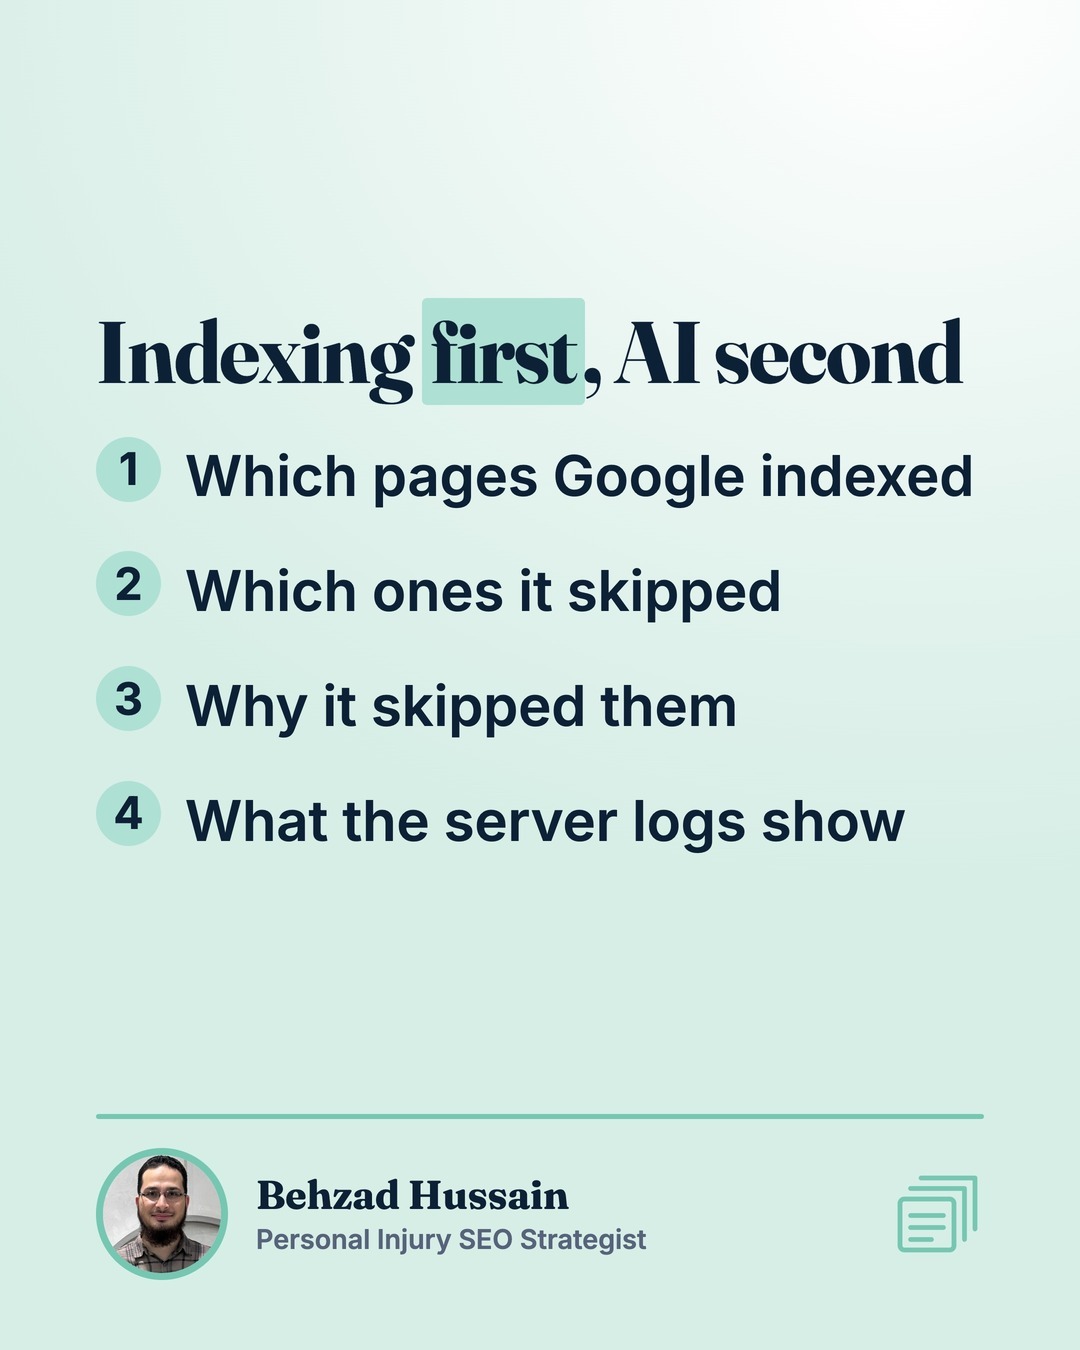 Indexing first, AI second
1 Which pages Google indexed
2 Which ones it skipped
3 Why it skipped them
4 What the server logs show
Behzad Hussain
Personal Injury SEO Strategist